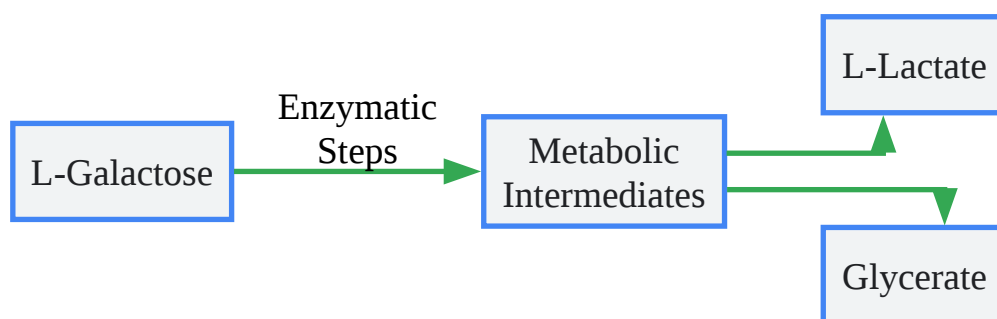 L-Galactose
Enzymatic
Steps
Metabolic
Intermediates
L-Lactate
Glycerate